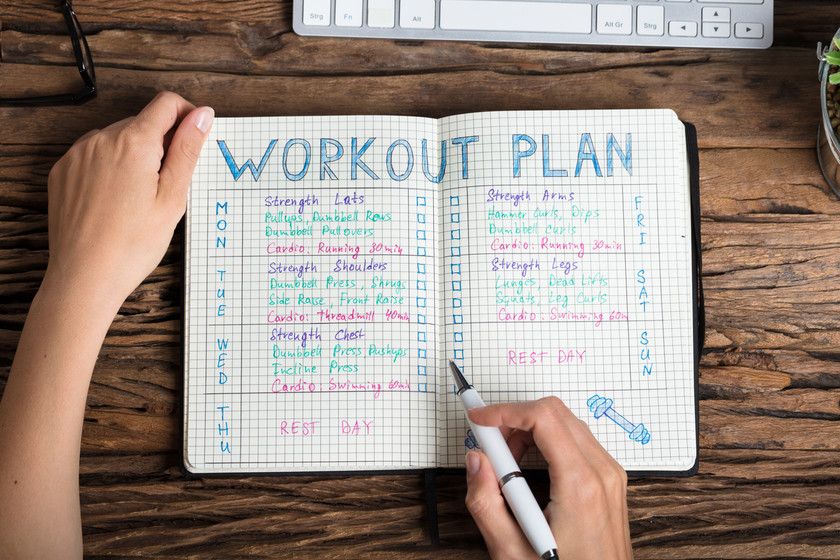 Strg
Fn
Alt
Alt Gr
Strg
WORKOUT PLAN
MON
Strength Lats
Pullups, Dumbbell Rows
Dumbbell Pullovers
Cardio: Running 30min
TUE
Strength Shoulders
Dumbbell Press, Shrugs
Side Raise, Front Raise
Cardio: Threadmill 40min
WED
Strength Chest
Dumbbell Press Pushups
Incline Press
Cardio Swimming 60min
THU
REST DAY
FRI
Strength Arms
Hammer Curls, Dips
Dumbbell Curls
Cardio: Running 30min
SAT
Strength Legs
Lunges, Dead Lifts
Squats, Leg Curls
Cardio: Swimming 60m
SUN
REST DAY